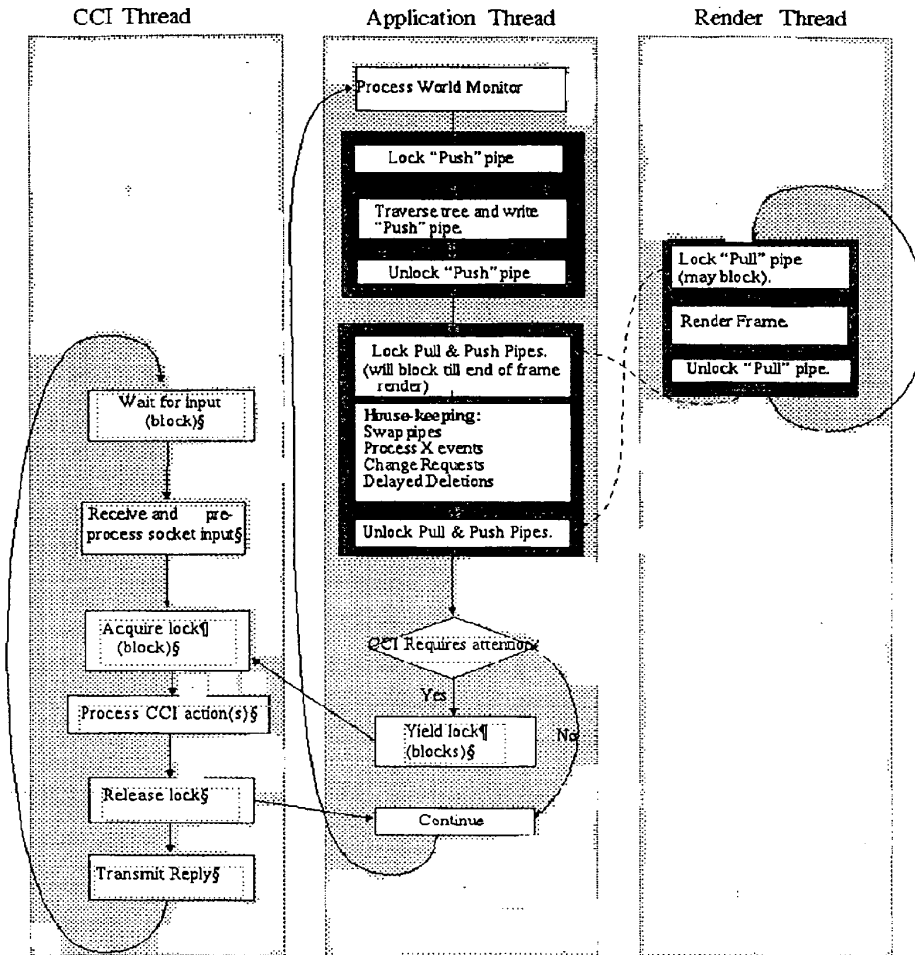 CCI Thread
Application Thread
Render Thread
Process World Monitor
Lock “Push” pipe
Traverse tree and write
“Push” pipe.
Unlock “Push” pipe
Lock Pull & Push Pipes.
(will block till end of frame
render)
House-keeping:
Swap pipes
Process X events
Change Requests
Delayed Deletions
Unlock Pull & Push Pipes.
CCI Requires attention
Yes
No
Yield lock¶
(blocks)§
Continue
Wait for input
(block)§
Receive and pre-
process socket input§
Acquire lock¶
(block)§
Process CCI action(s)§
Release lock§
Transmit Reply§
Lock “Pull” pipe
(may block).
Render Frame.
Unlock “Pull” pipe.